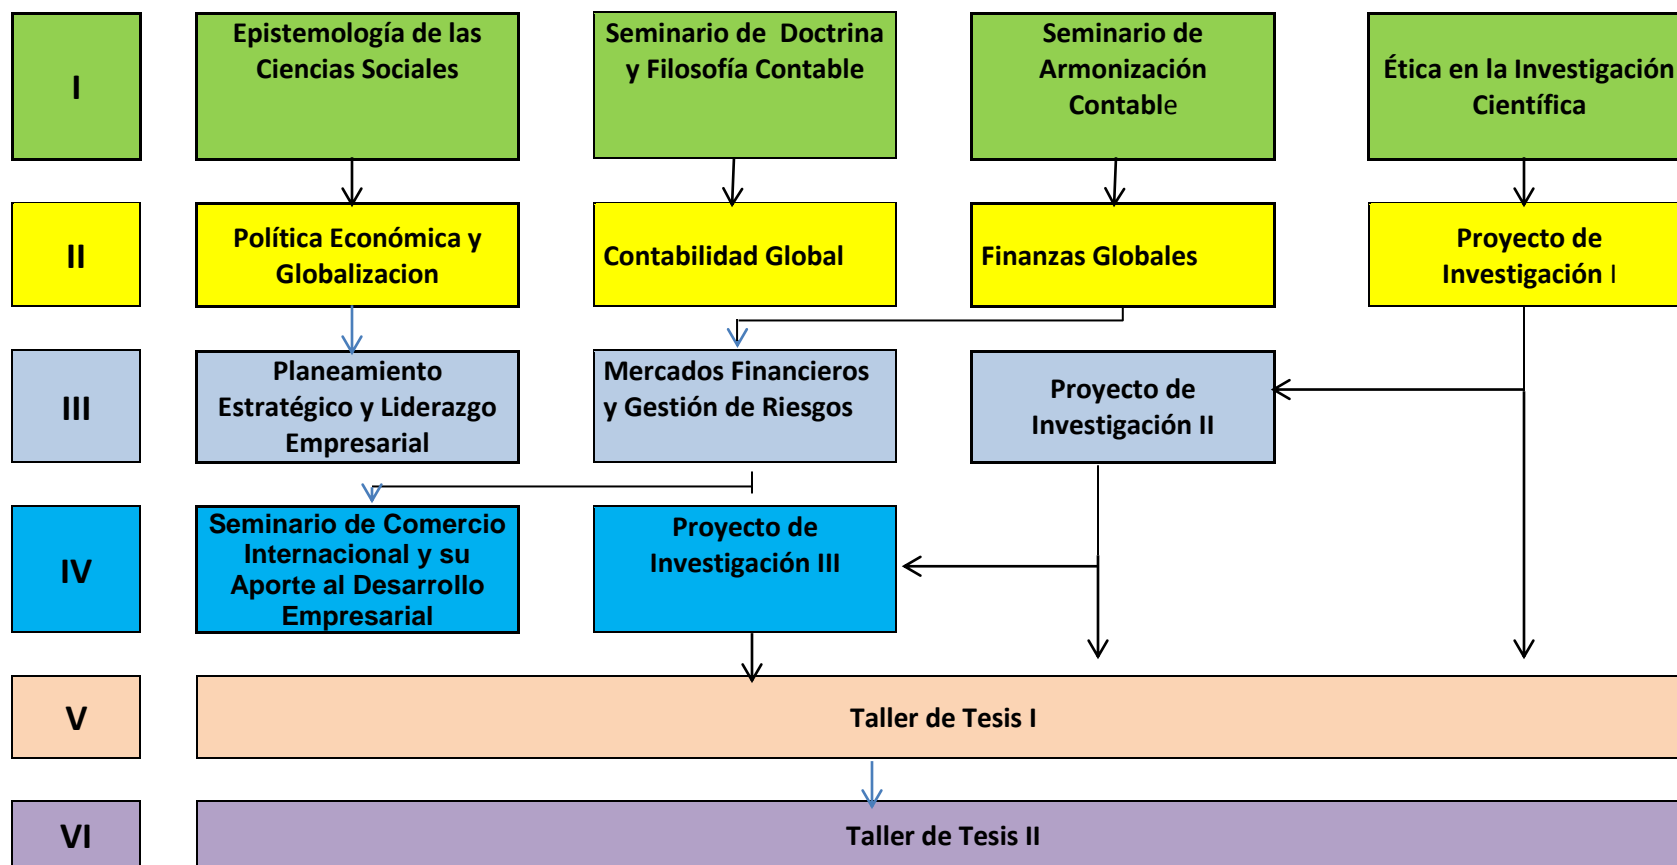 I
Epistemología de las
Ciencias Sociales
Seminario de Doctrina
y Filosofía Contable
Seminario de
Armonización
Contable
Ética en la Investigación
Científica
II
Política Económica y
Globalizacion
Contabilidad Global
Finanzas Globales
Proyecto de
Investigación I
III
Planeamiento
Estratégico y Liderazgo
Empresarial
Mercados Financieros
y Gestión de Riesgos
Proyecto de
Investigación II
IV
Seminario de Comercio
Internacional y su
Aporte al Desarrollo
Empresarial
Proyecto de
Investigación III
V
Taller de Tesis I
VI
Taller de Tesis II